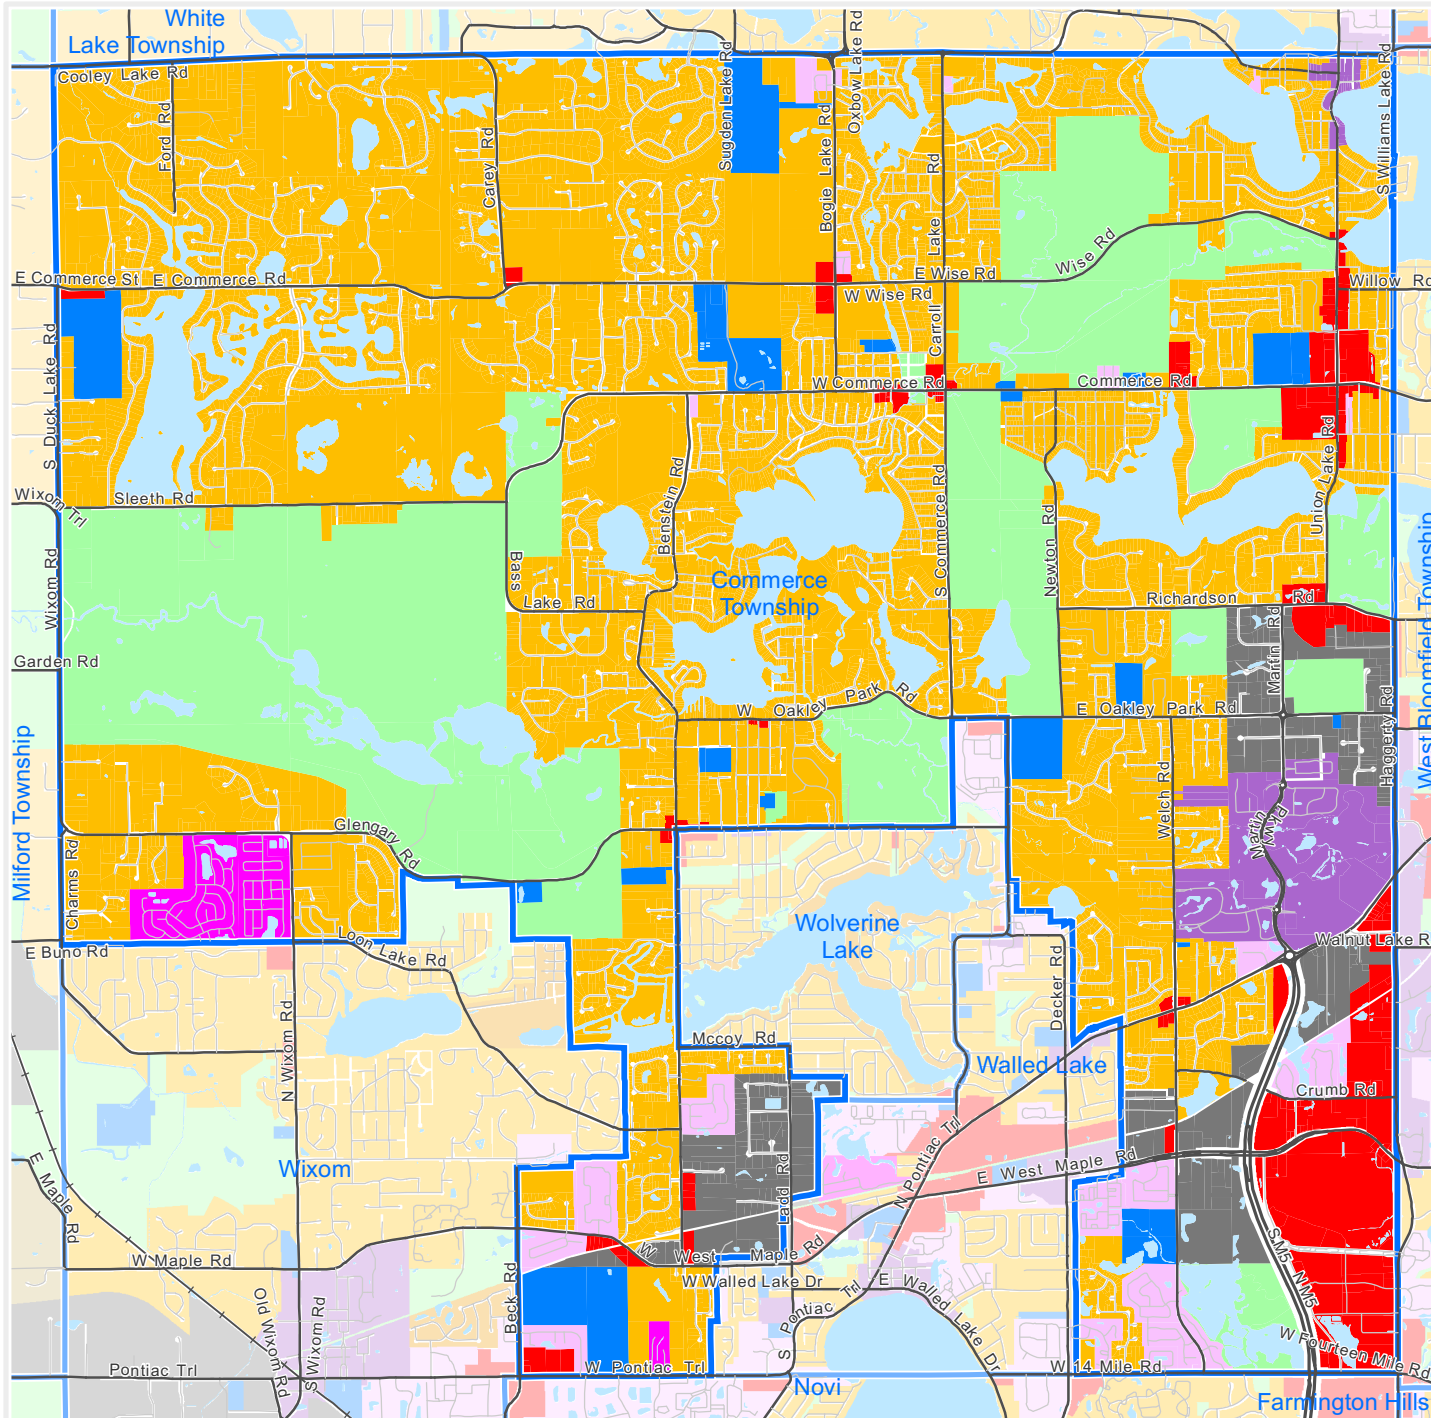 White
Lake Township
Cooley Lake Rd
Ford Rd
Carey Rd
Sugden Lake Rd
Bogie Lake Rd
Oxbow Lake Rd
Carroll Lake Rd
S Williams Lake Rd
E Commerce St
E Commerce Rd
E Wise Rd
Wise Rd
W Wise Rd
Willow Rd
S Duck Lake Rd
W Commerce Rd
Commerce Rd
Wixom Trl
Sleeth Rd
Benstein Rd
S Commerce Rd
Newton Rd
Union Lake Rd
West Bloomfield Township
Wixom Rd
Bass Lake Rd
Commerce
Township
Richardson Rd
Martin Rd
Garden Rd
W Oakley Park Rd
E Oakley Park Rd
Haggerty Rd
Milford Township
Glengary Rd
Welch Rd
Martin Pkwy
Charms Rd
Wolverine
Lake
E Buno Rd
Loon Lake Rd
Walnut Lake R
N Wixom Rd
Decker Rd
Mccoy Rd
Walled Lake
Crumb Rd
E Maple Rd
Wixom
Ladd Rd
N Pontiac Trl
E West Maple Rd
W Maple Rd
W West Maple Rd
W Walled Lake Dr
E Walled Lake Dr
S M5
N M5
Old Wixom Rd
S Wixom Rd
Beck Rd
S Pontiac Trl
Pontiac Trl
W Pontiac Trl
W 14 Mile Rd
W Fourteen Mile Rd
Novi
Farmington Hills